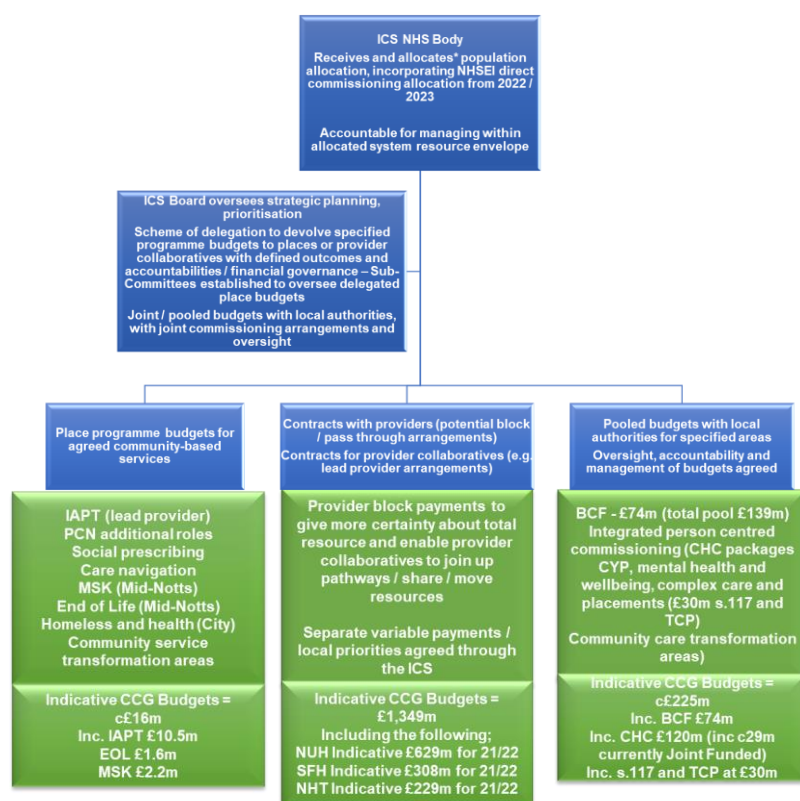 ICS NHS Body
Receives and allocates* population
allocation, incorporating NHSEI direct
commissioning allocation from 2022 /
2023
Accountable for managing within
allocated system resource envelope
ICS Board oversees strategic planning,
prioritisation
Scheme of delegation to devolve specified
programme budgets to places or provider
collaboratives with defined outcomes and
accountabilities / financial governance – Sub-
Committees established to oversee delegated
place budgets
Joint / pooled budgets with local authorities,
with joint commissioning arrangements and
oversight
Place programme budgets for
agreed community-based
services
IAPT (lead provider)
PCN additional roles
Social prescribing
Care navigation
MSK (Mid-Notts)
End of Life (Mid-Notts)
Homeless and health (City)
Community service
transformation areas
Indicative CCG Budgets =
c£16m
Inc. IAPT £10.5m
EOL £1.6m
MSK £2.2m
Contracts with providers (potential block
/ pass through arrangements)
Contracts for provider collaboratives (e.g.
lead provider arrangements)
Provider block payments to
give more certainty about total
resource and enable provider
collaboratives to join up
pathways / share / move
resources
Separate variable payments /
local priorities agreed through
the ICS
Indicative CCG Budgets =
£1,349m
Including the following;
NUH Indicative £629m for 21/22
SFH Indicative £308m for 21/22
NHT Indicative £229m for 21/22
Pooled budgets with local
authorities for specified areas
Oversight, accountability and
management of budgets agreed
BCF - £74m (total pool £139m)
Integrated person centred
commissioning (CHC packages
CYP, mental health and
wellbeing, complex care and
placements (£30m s.117 and
TCP)
Community care transformation
areas)
Indicative CCG Budgets =
c£225m
Inc. BCF £74m
Inc. CHC £120m (inc c29m
currently Joint Funded)
Inc. s.117 and TCP at £30m